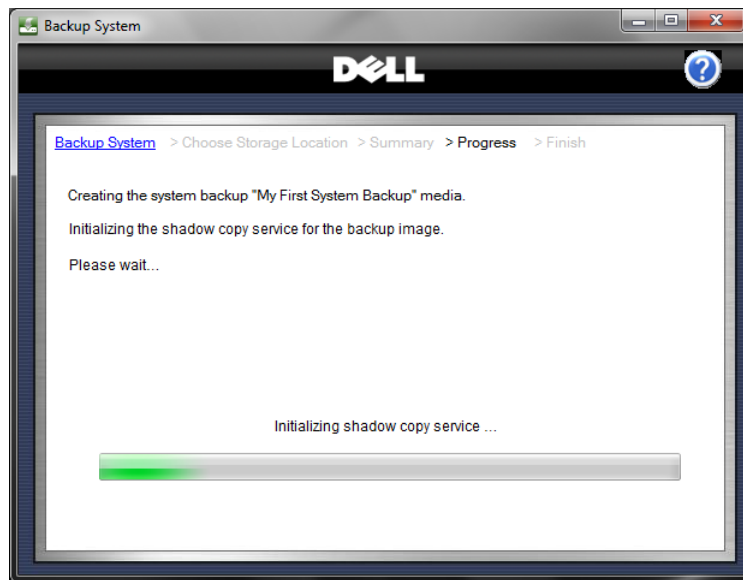 Backup System
DELL
?
Backup System > Choose Storage Location > Summary > Progress > Finish
Creating the system backup "My First System Backup" media.
Initializing the shadow copy service for the backup image.
Please wait...
Initializing shadow copy service ...